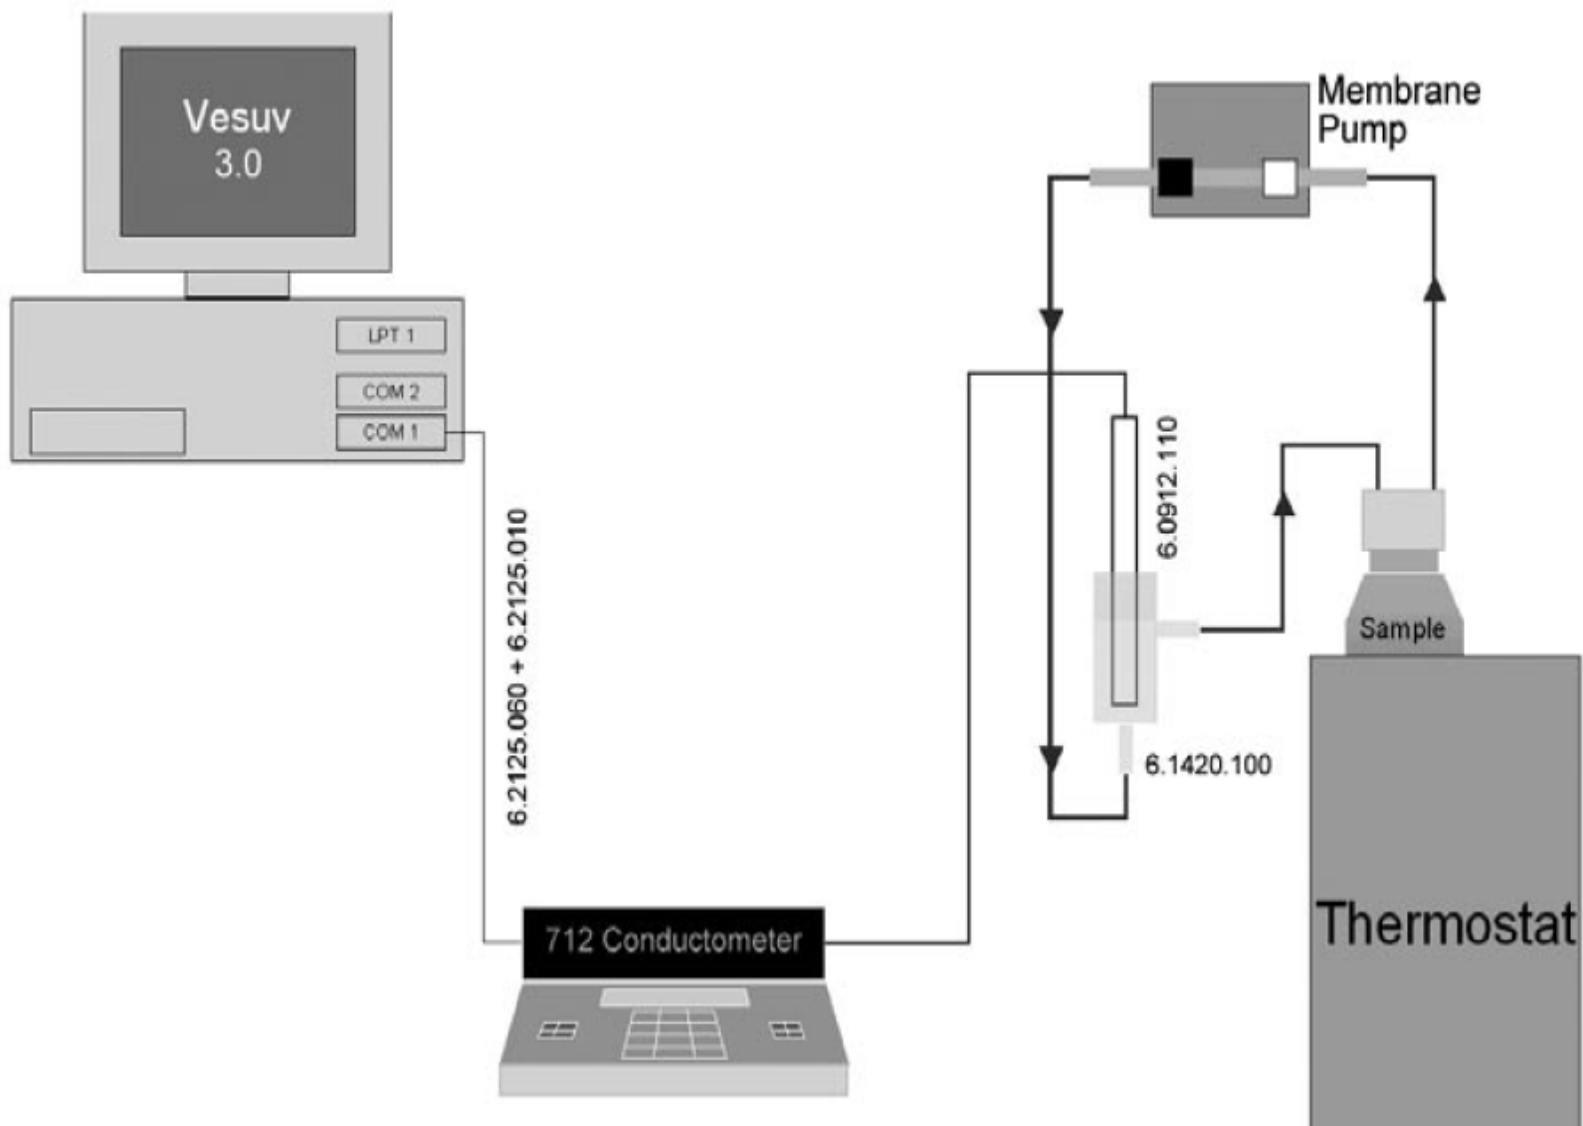 Vesuv
3.0
LPT 1
COM 2
COM 1
6.2125.060 + 6.2125.010
712 Conductometer
Membrane
Pump
6.0912.110
6.1420.100
Sample
Thermostat